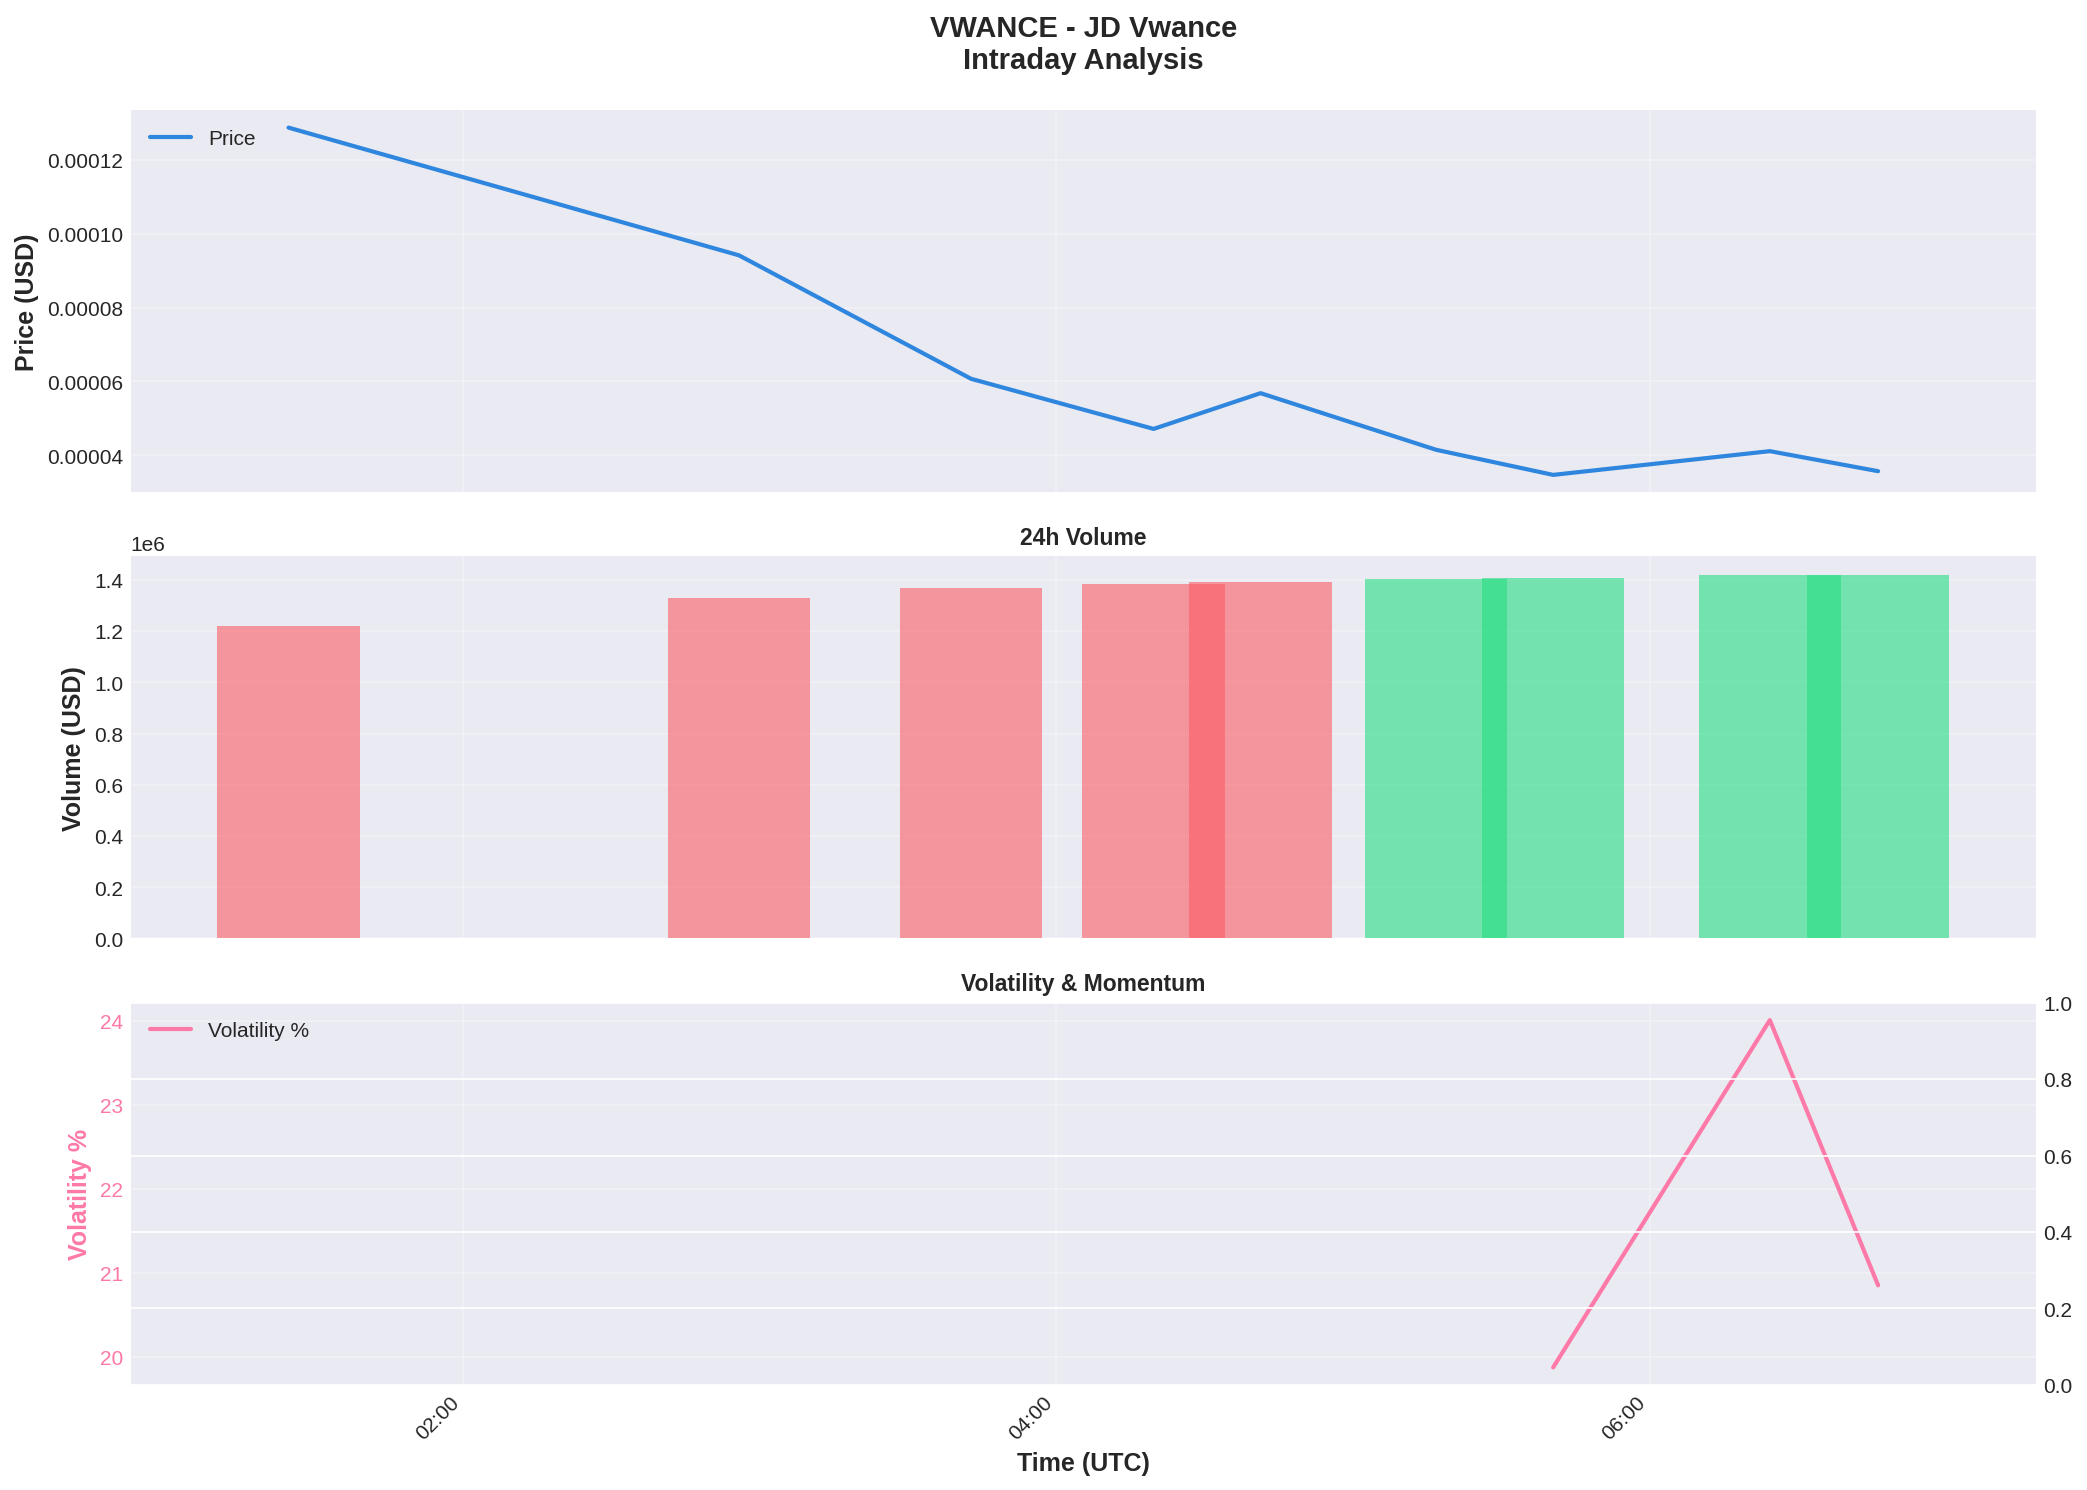 VWANCE - JD Vwance
Intraday Analysis
Price
0.00012
0.00010
0.00008
0.00006
0.00004
Price (USD)
24h Volume
1e6
1.4
1.2
1.0
0.8
0.6
0.4
0.2
0.0
Volume (USD)
Volatility & Momentum
Volatility %
24
23
22
21
20
Volatility %
1.0
0.8
0.6
0.4
0.2
0.0
02:00
04:00
06:00
Time (UTC)